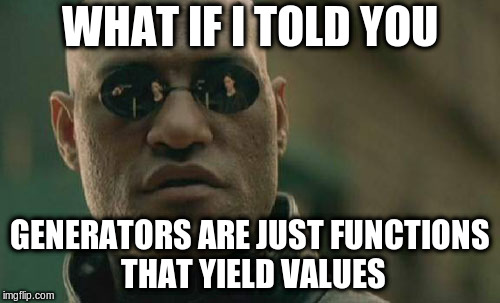 WHAT IF I TOLD YOU
GENERATORS ARE JUST FUNCTIONS
THAT YIELD VALUES
imgflip.com